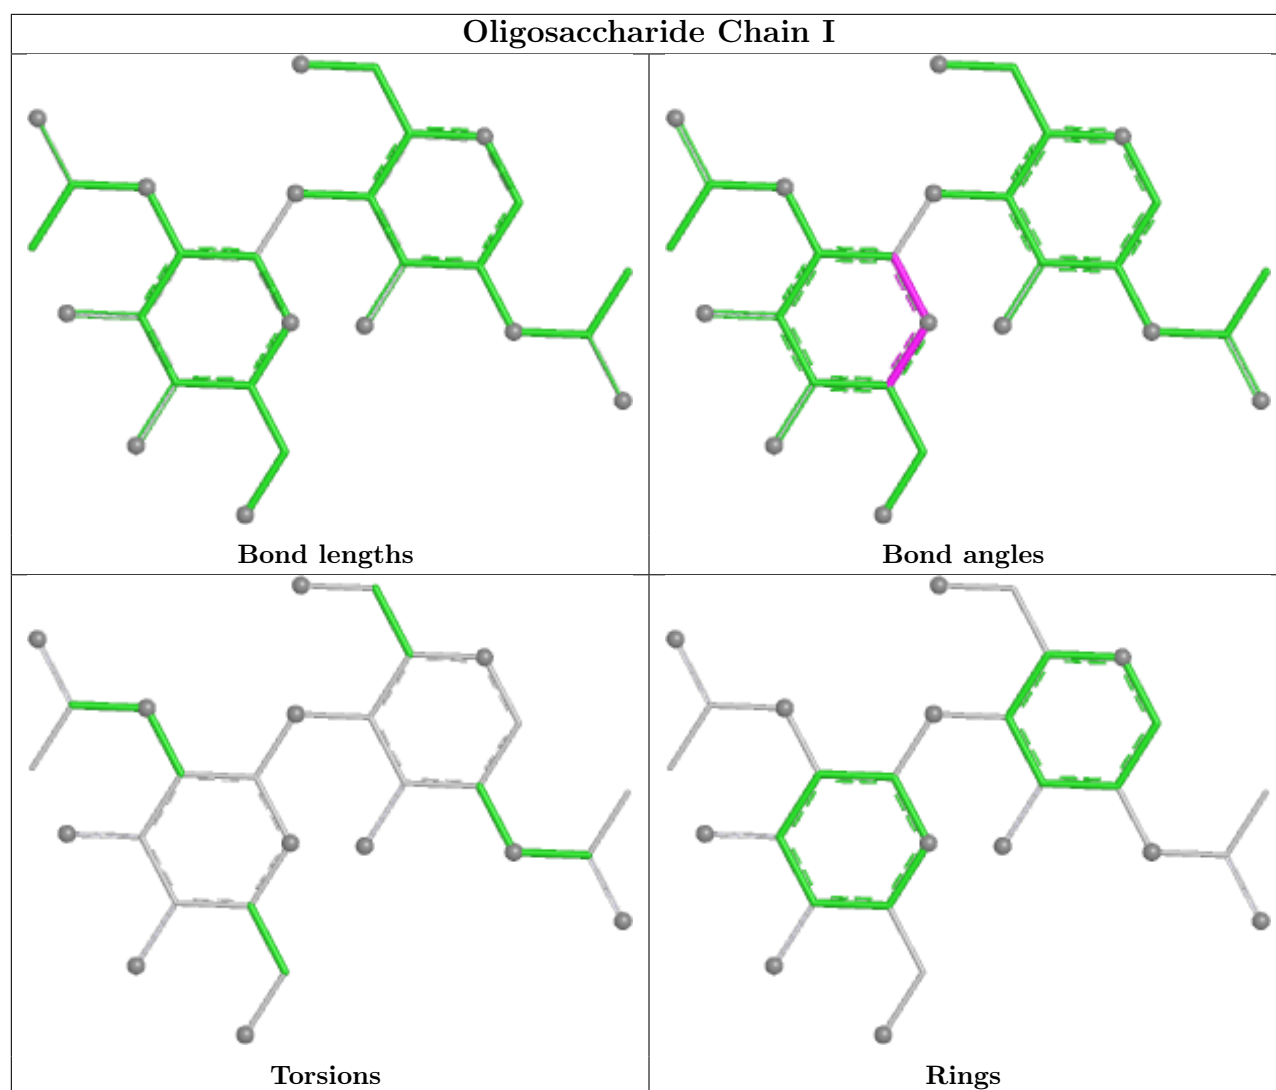 Oligosaccharide Chain I
Bond lengths
Bond angles
Torsions
Rings